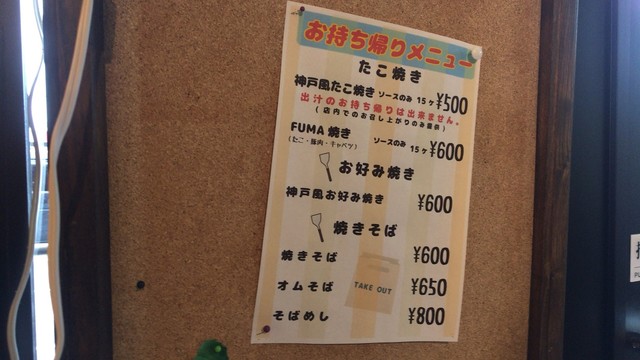 お持ち帰りメニュー
たこ焼き
神戸風たこ焼き ソースのみ 15ヶ ¥500
出汁のお持ち帰りは出来ません。
(店内でのお召し上がりのみ提供)
FUMA焼き ソースのみ 15ヶ ¥600
(たこ・豚肉・キャベツ)
お好み焼き
神戸風お好み焼き ¥600
焼きそば
焼きそば ¥600
オムそば ¥650
TAKE OUT
そばめし ¥800